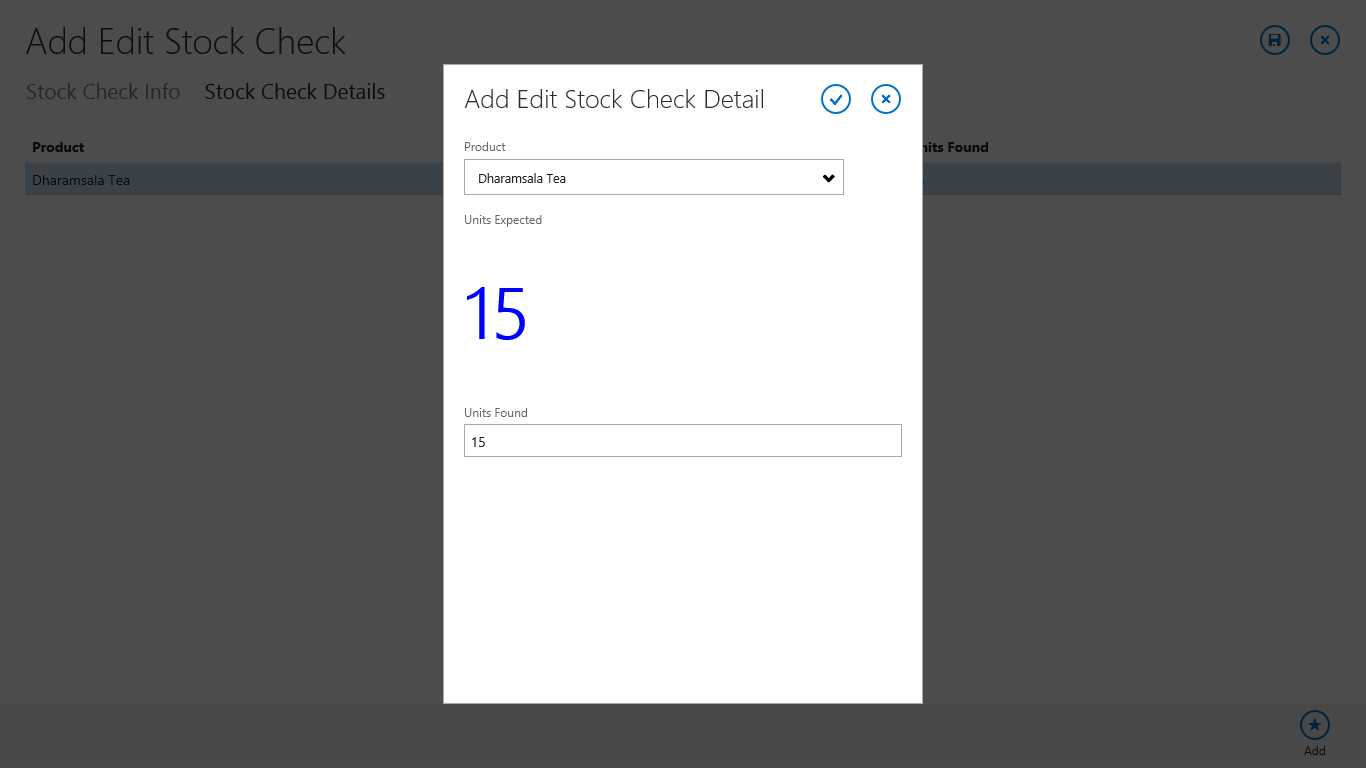 Add Edit Stock Check
Stock Check Info Stock Check Details
Product
nits Found
Dharamsala Tea
Add Edit Stock Check Detail
Product
Dharamsala Tea
Units Expected
15
Units Found
15
Add